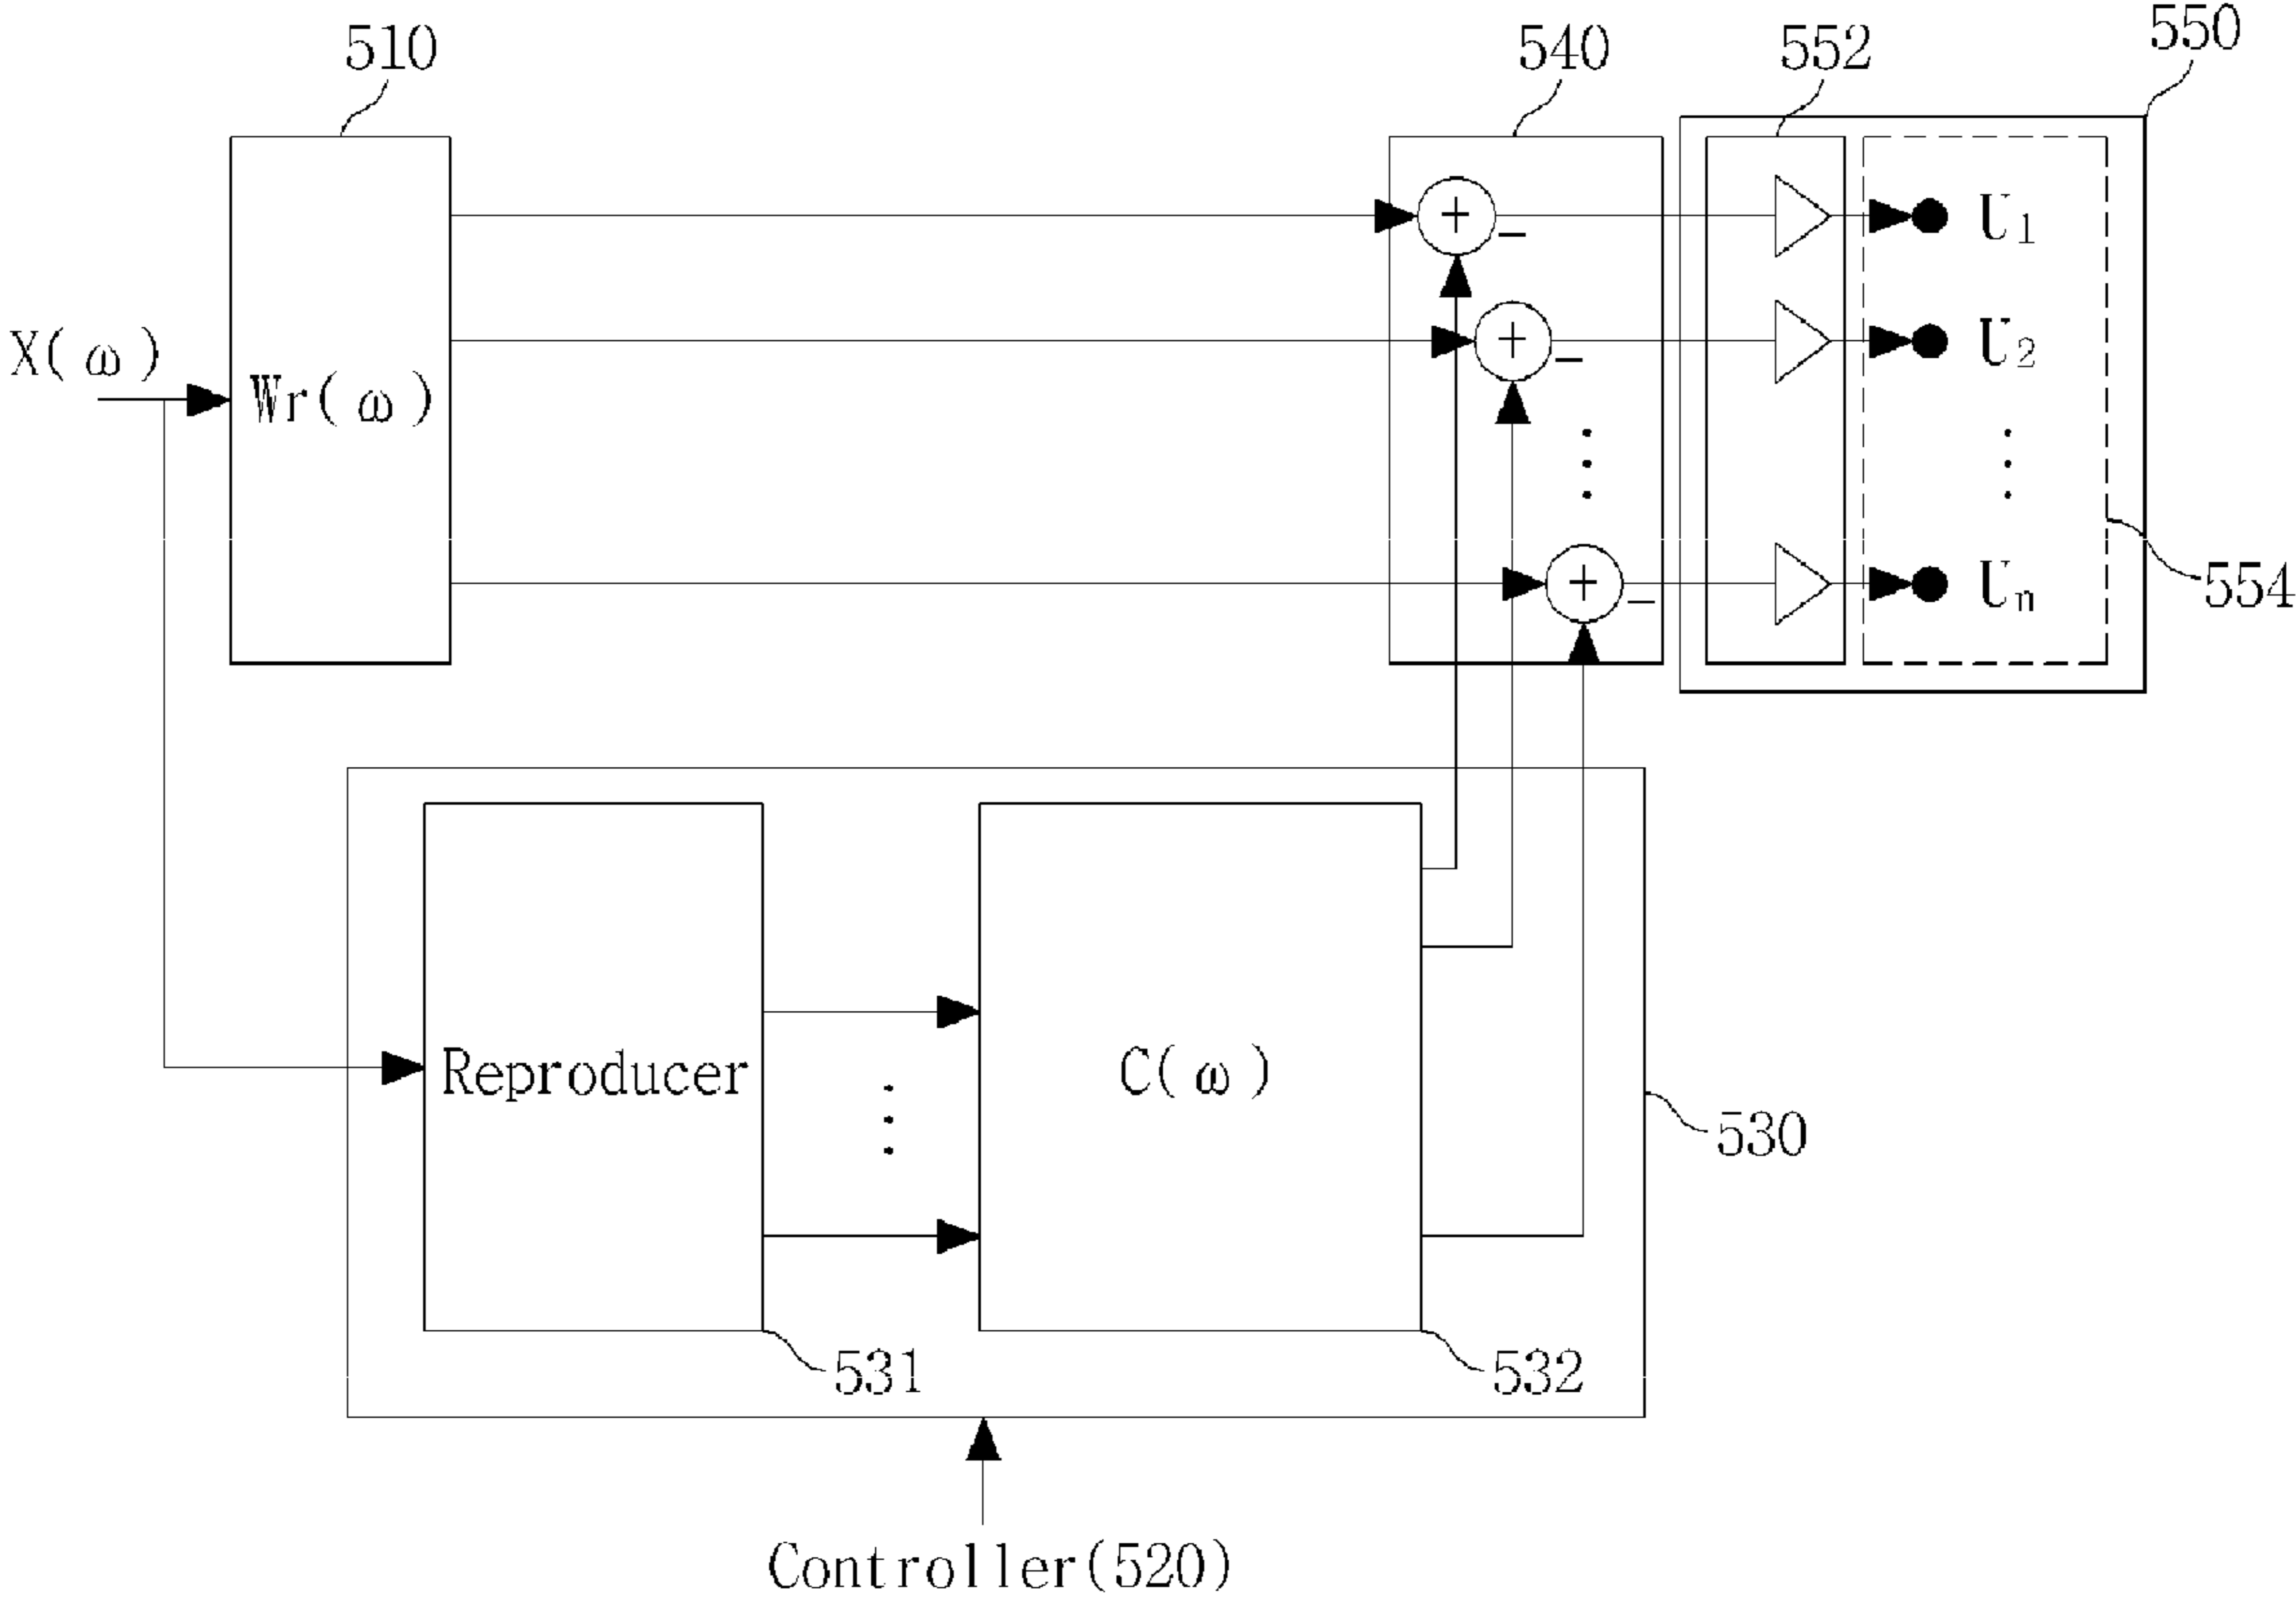 510
540
552
550
X(ω)
Wr(ω)
+
−
U1
+
−
U2
+
−
Un
554
Reproducer
C(ω)
530
531
532
Controller(520)